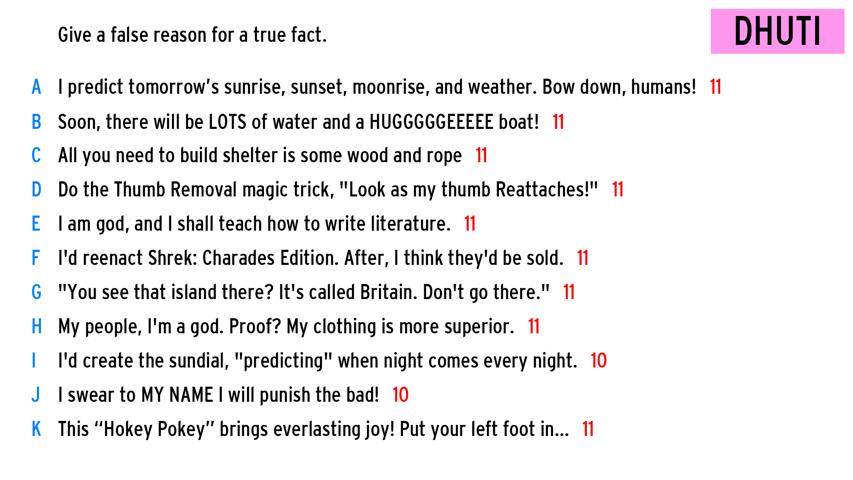 Give a false reason for a true fact.
DHUTI
A I predict tomorrow’s sunrise, sunset, moonrise, and weather. Bow down, humans! 11
B Soon, there will be LOTS of water and a HUGGGGGEEEEE boat! 11
C All you need to build shelter is some wood and rope 11
D Do the Thumb Removal magic trick, "Look as my thumb Reattaches!" 11
E I am god, and I shall teach how to write literature. 11
F I'd reenact Shrek: Charades Edition. After, I think they'd be sold. 11
G "You see that island there? It's called Britain. Don't go there." 11
H My people, I'm a god. Proof? My clothing is more superior. 11
I I'd create the sundial, "predicting" when night comes every night. 10
J I swear to MY NAME I will punish the bad! 10
K This “Hokey Pokey” brings everlasting joy! Put your left foot in... 11